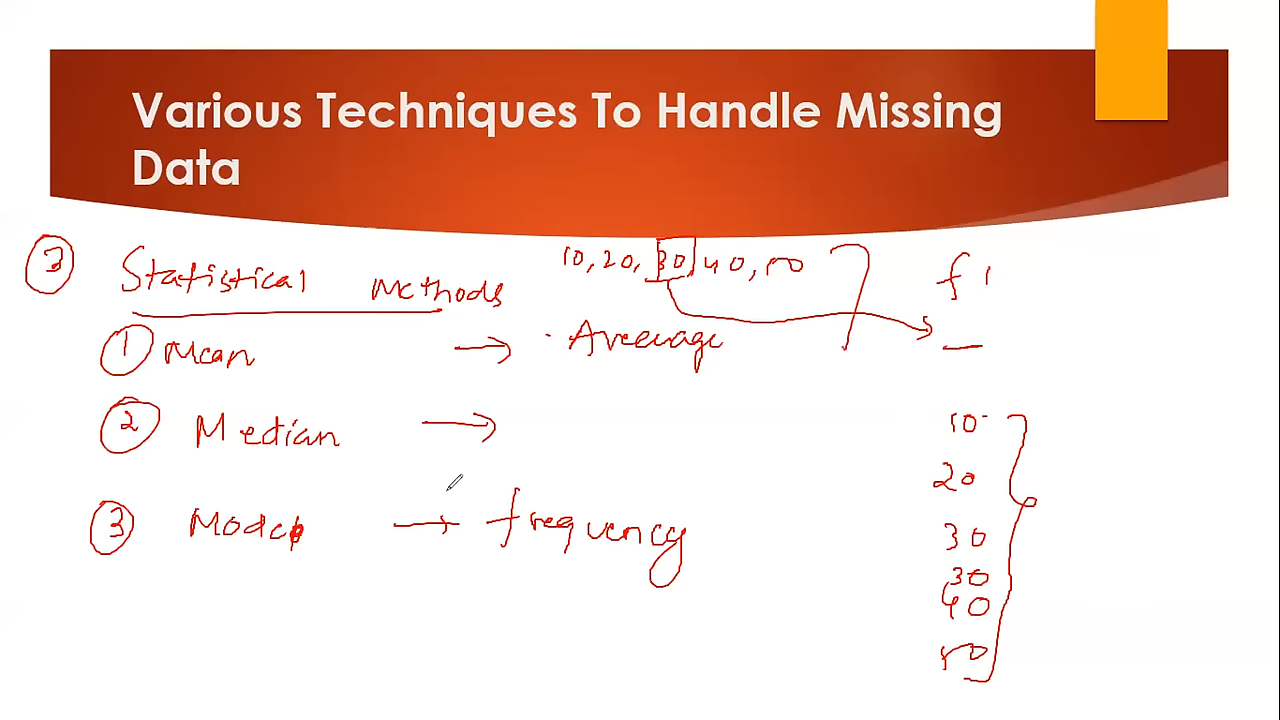 Various Techniques To Handle Missing
Data
3 Statistical Methods
10, 20, 30, 40, 50
f1
1 Mean → Average
2 Median →
3 Mode → frequency
10
20
30
30
40
50